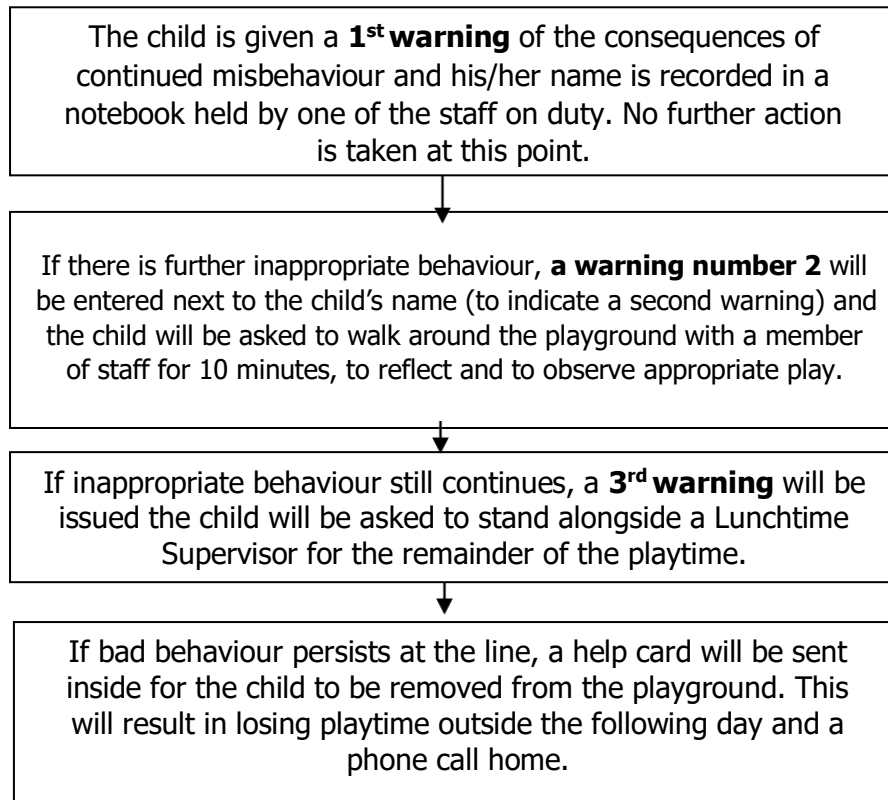 The child is given a 1st warning of the consequences of
continued misbehaviour and his/her name is recorded in a
notebook held by one of the staff on duty. No further action
is taken at this point.
If there is further inappropriate behaviour, a warning number 2 will
be entered next to the child’s name (to indicate a second warning) and
the child will be asked to walk around the playground with a member
of staff for 10 minutes, to reflect and to observe appropriate play.
If inappropriate behaviour still continues, a 3rd warning will be
issued the child will be asked to stand alongside a Lunchtime
Supervisor for the remainder of the playtime.
If bad behaviour persists at the line, a help card will be sent
inside for the child to be removed from the playground. This
will result in losing playtime outside the following day and a
phone call home.